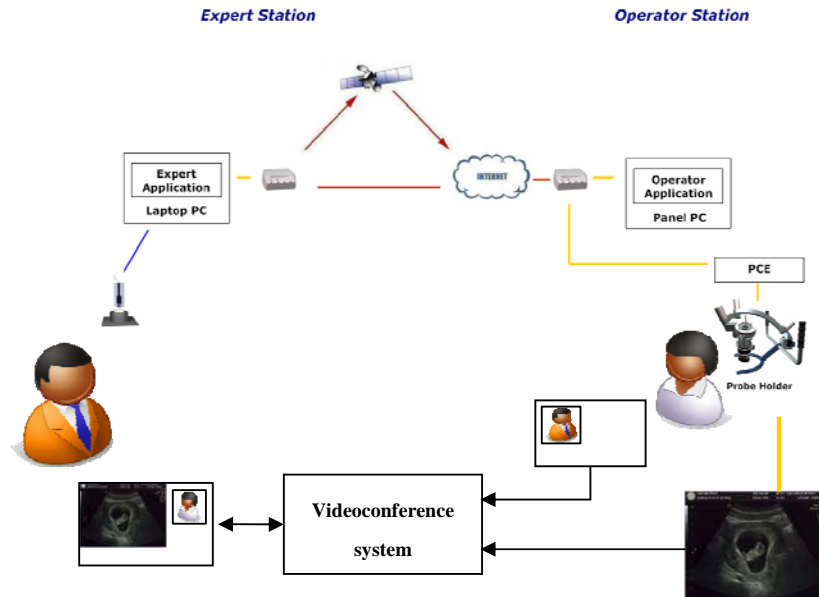 Expert Station
Operator Station
Expert
Application
Laptop PC
INTERNET
Operator
Application
Panel PC
PCE
Probe Holder
Videoconference
system